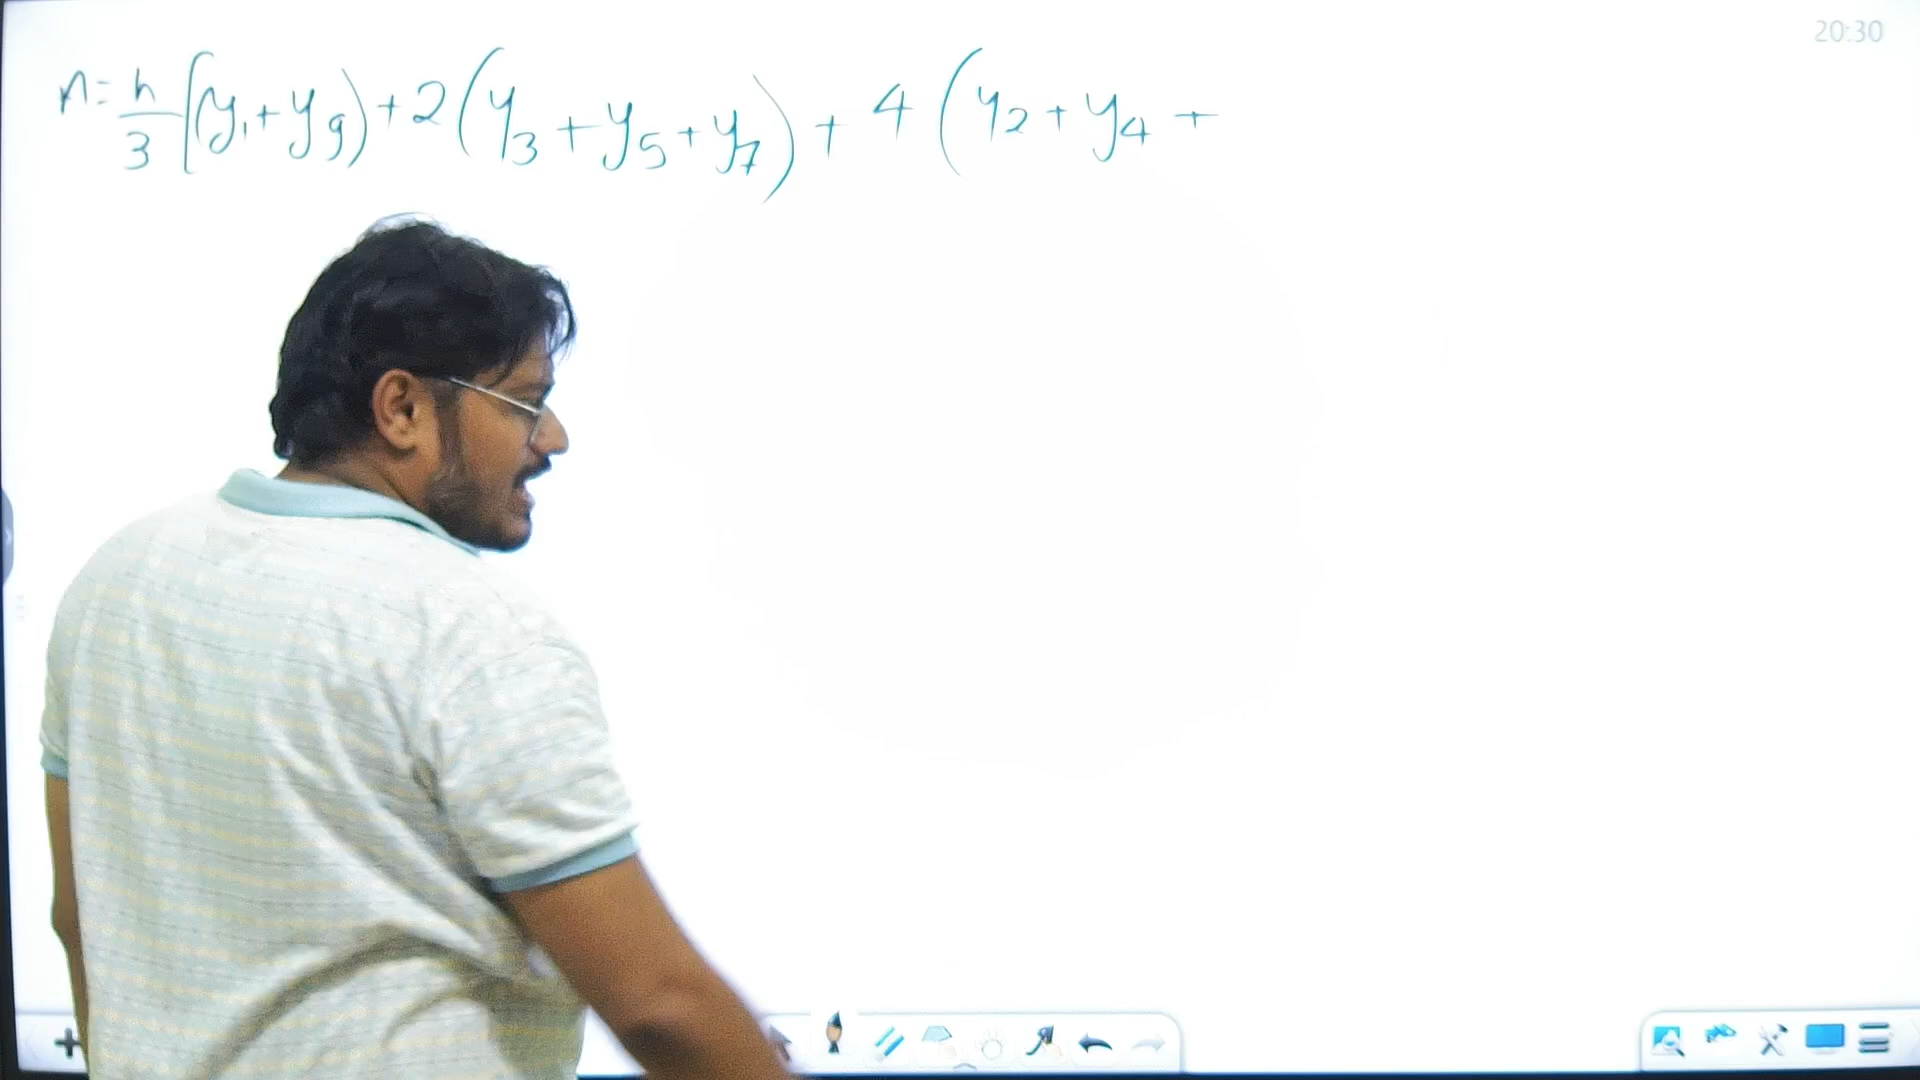 20:30
n = h/3 [(y₁ + y₉) + 2 (y₃ + y₅ + y₇) + 4 (y₂ + y₄ +